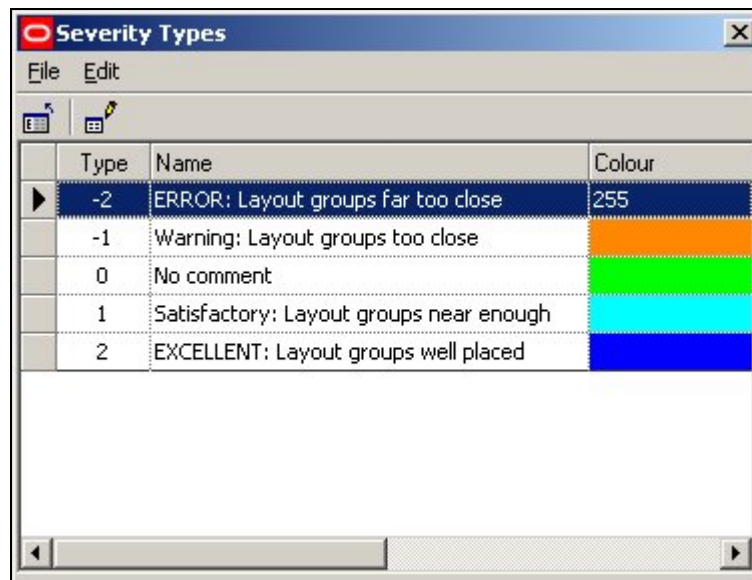 Severity Types
File Edit
Type Name Colour
-2 ERROR: Layout groups far too close 255
-1 Warning: Layout groups too close
0 No comment
1 Satisfactory: Layout groups near enough
2 EXCELLENT: Layout groups well placed